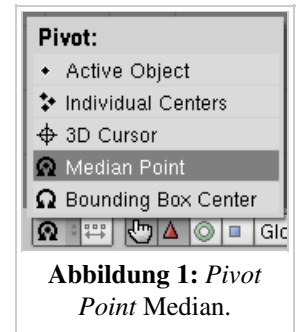 Pivot:
Active Object
Individual Centers
3D Cursor
Median Point
Bounding Box Center
Glo
Abbildung 1: Pivot
Point Median.